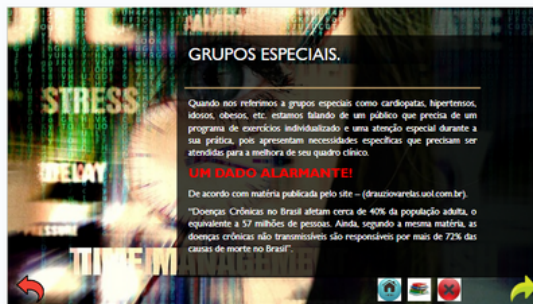 GRUPOS ESPECIAIS.
Quando nos referimos a grupos especiais como cardiopatas, hipertensos,
idosos, obesos, etc. estamos falando de um público que precisa de um
programa de exercícios individualizado e uma atenção especial durante a
sua prática, pois apresentam necessidades específicas que precisam ser
atendidas para a melhora de seu quadro clínico.
UM DADO ALARMANTE!
De acordo com matéria publicada pelo site – (drauziovarelas.uol.com.br).
"Doenças Crônicas no Brasil afetam cerca de 40% da população adulta, o
equivalente a 57 milhões de pessoas. Ainda, segundo a mesma matéria, as
doenças crônicas não transmissíveis são responsáveis por mais de 72% das
causas de morte no Brasil".
STRESS
DELAY
TIME